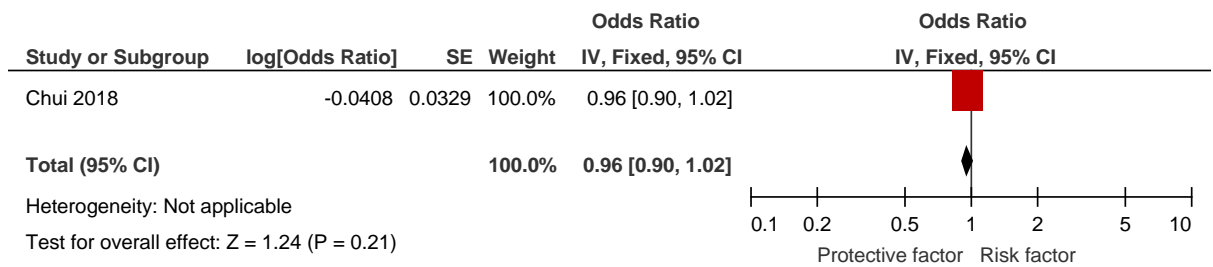 Odds Ratio Odds Ratio
Study or Subgroup log[Odds Ratio] SE Weight IV, Fixed, 95% CI IV, Fixed, 95% CI
Chui 2018 -0.0408 0.0329 100.0% 0.96 [0.90, 1.02]
Total (95% CI) 100.0% 0.96 [0.90, 1.02]
Heterogeneity: Not applicable
Test for overall effect: Z = 1.24 (P = 0.21)
0.1 0.2 0.5 1 2 5 10
Protective factor Risk factor